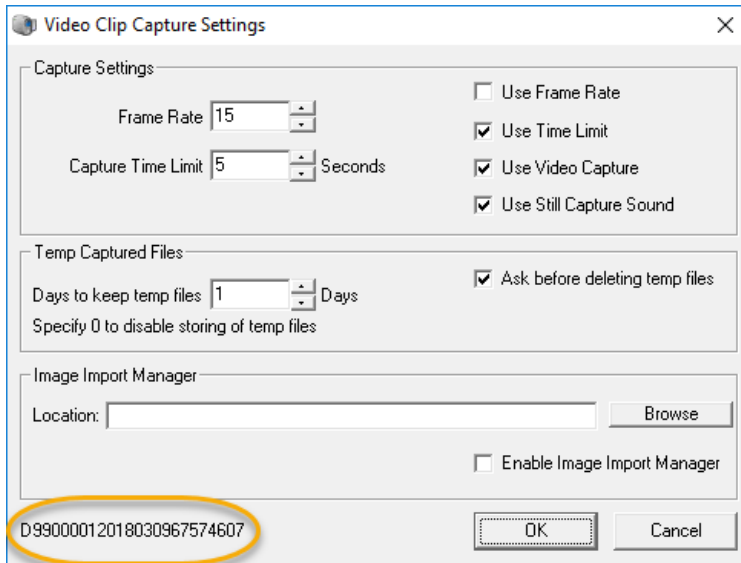 Video Clip Capture Settings
Capture Settings
Frame Rate 15
Use Frame Rate
Use Time Limit
Capture Time Limit 5 Seconds
Use Video Capture
Use Still Capture Sound
Temp Captured Files
Days to keep temp files 1 Days
Ask before deleting temp files
Specify 0 to disable storing of temp files
Image Import Manager
Location:
Browse
Enable Image Import Manager
D99000012018030967574607
OK
Cancel